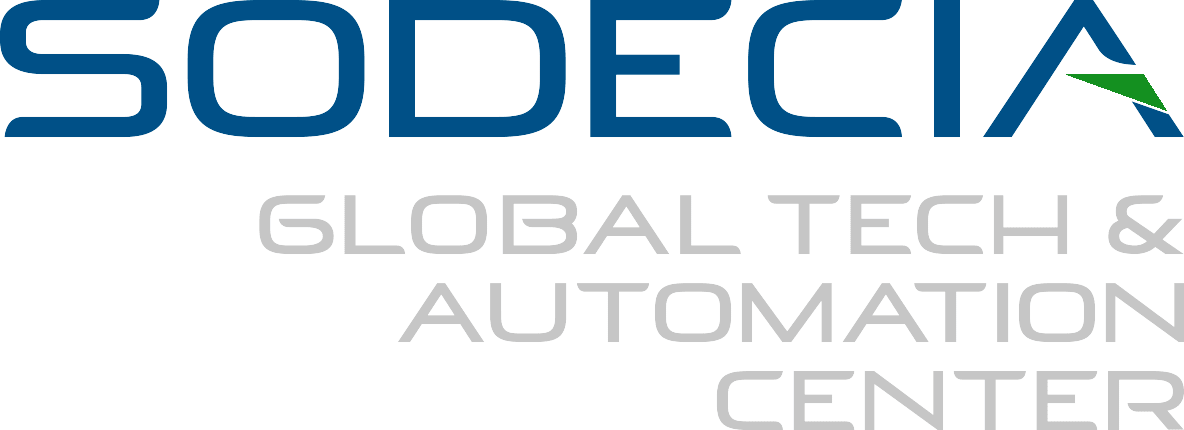 SODECIA
GLOBAL TECH &
AUTOMATION
CENTER